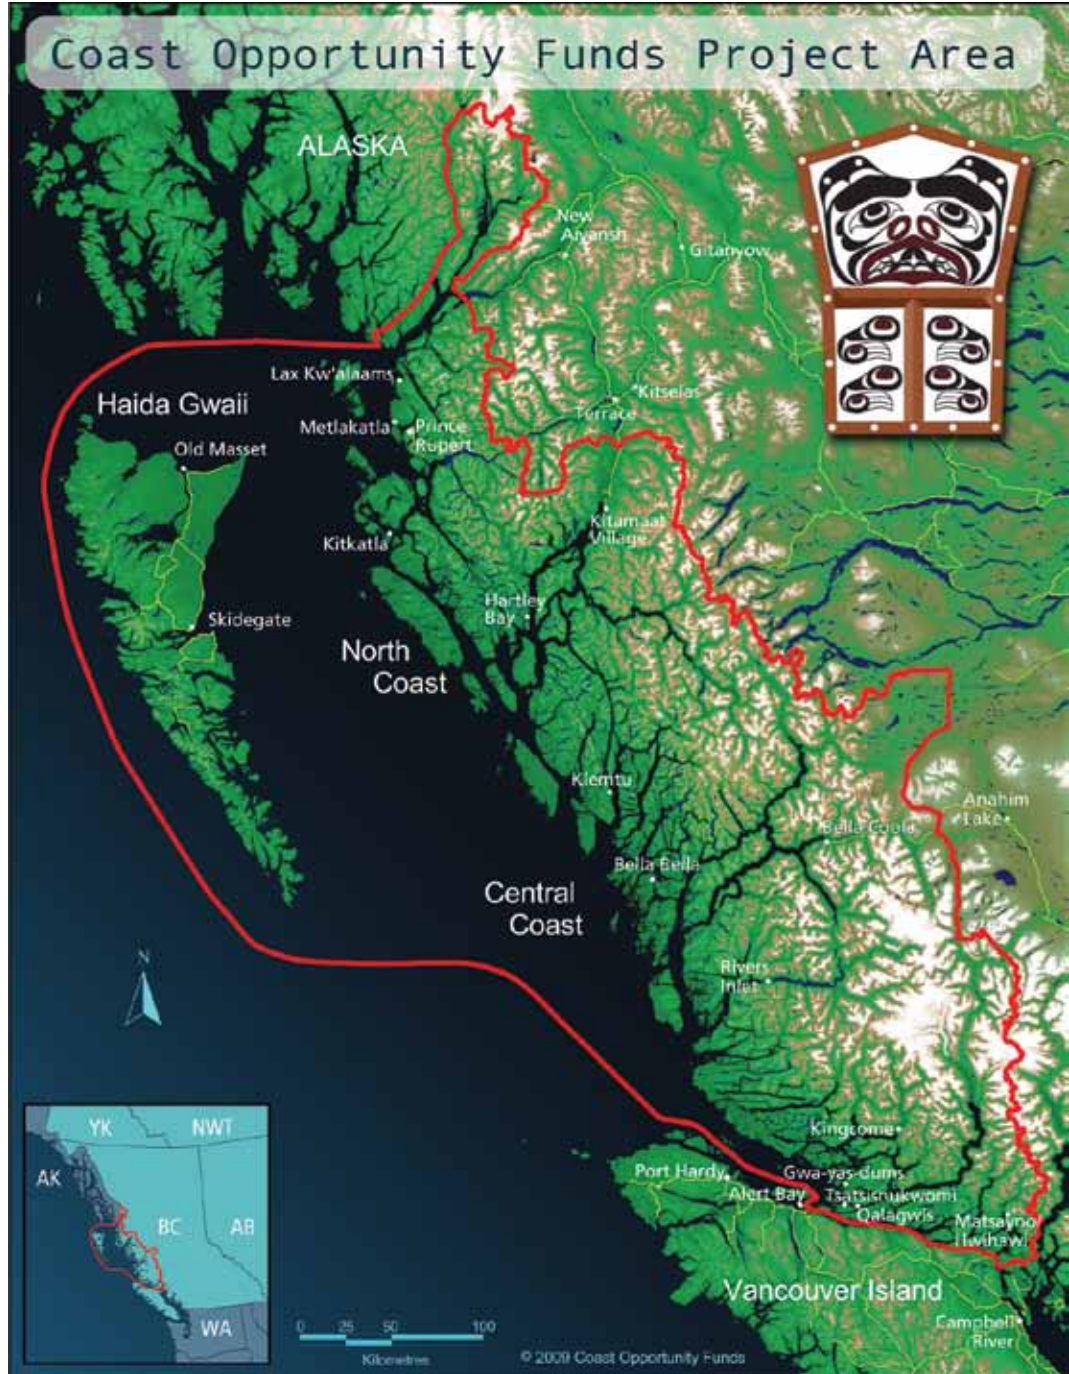 Coast Opportunity Funds Project Area
ALASKA
New
Aiyansh
Gitanyow
Lax Kw'alaams
Haida Gwaii
Kitselas
Terrace
Metlakatla
Prince
Rupert
Old Masset
Kitamaat
Village
Kitkatla
Hartley
Bay
Skidegate
North
Coast
Klemtu
Anahim
Lake
Bella Coola
Bella Bella
Central
Coast
N
Rivers
Inlet
Kingcome
Port Hardy
Gwa-yas-dums
Alert Bay
Tsatsisnukwomi
Qalagwis
Matsayno
Hwihawi
Vancouver Island
Campbell
River
YK
NWT
AK
BC
AB
WA
0 25 50 100
Kilometres
© 2009 Coast Opportunity Funds